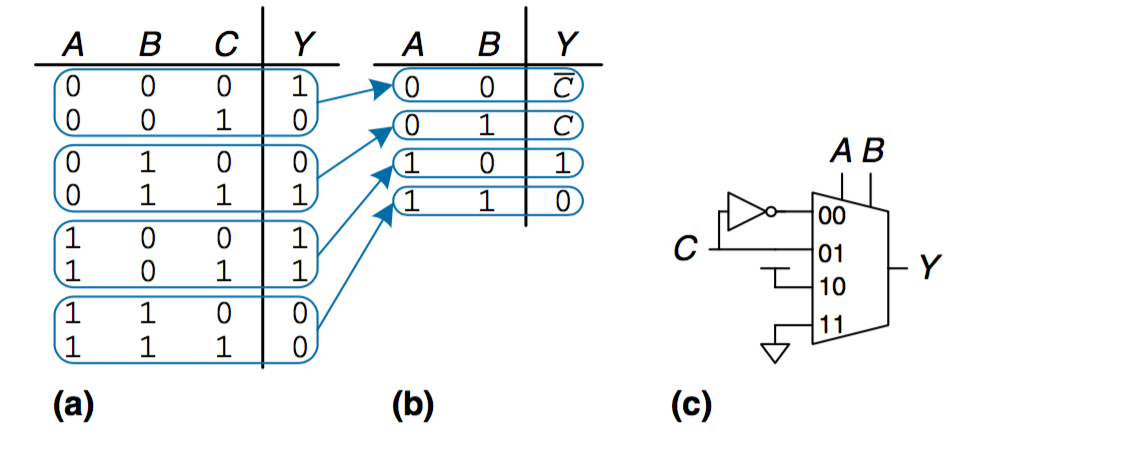 A B C Y
0 0 0 1
0 0 1 0
0 1 0 0
0 1 1 1
1 0 0 1
1 0 1 1
1 1 0 0
1 1 1 0
(a)
A B Y
0 0 C̅
0 1 C
1 0 1
1 1 0
(b)
A B
C
00
01
10
11
Y
(c)